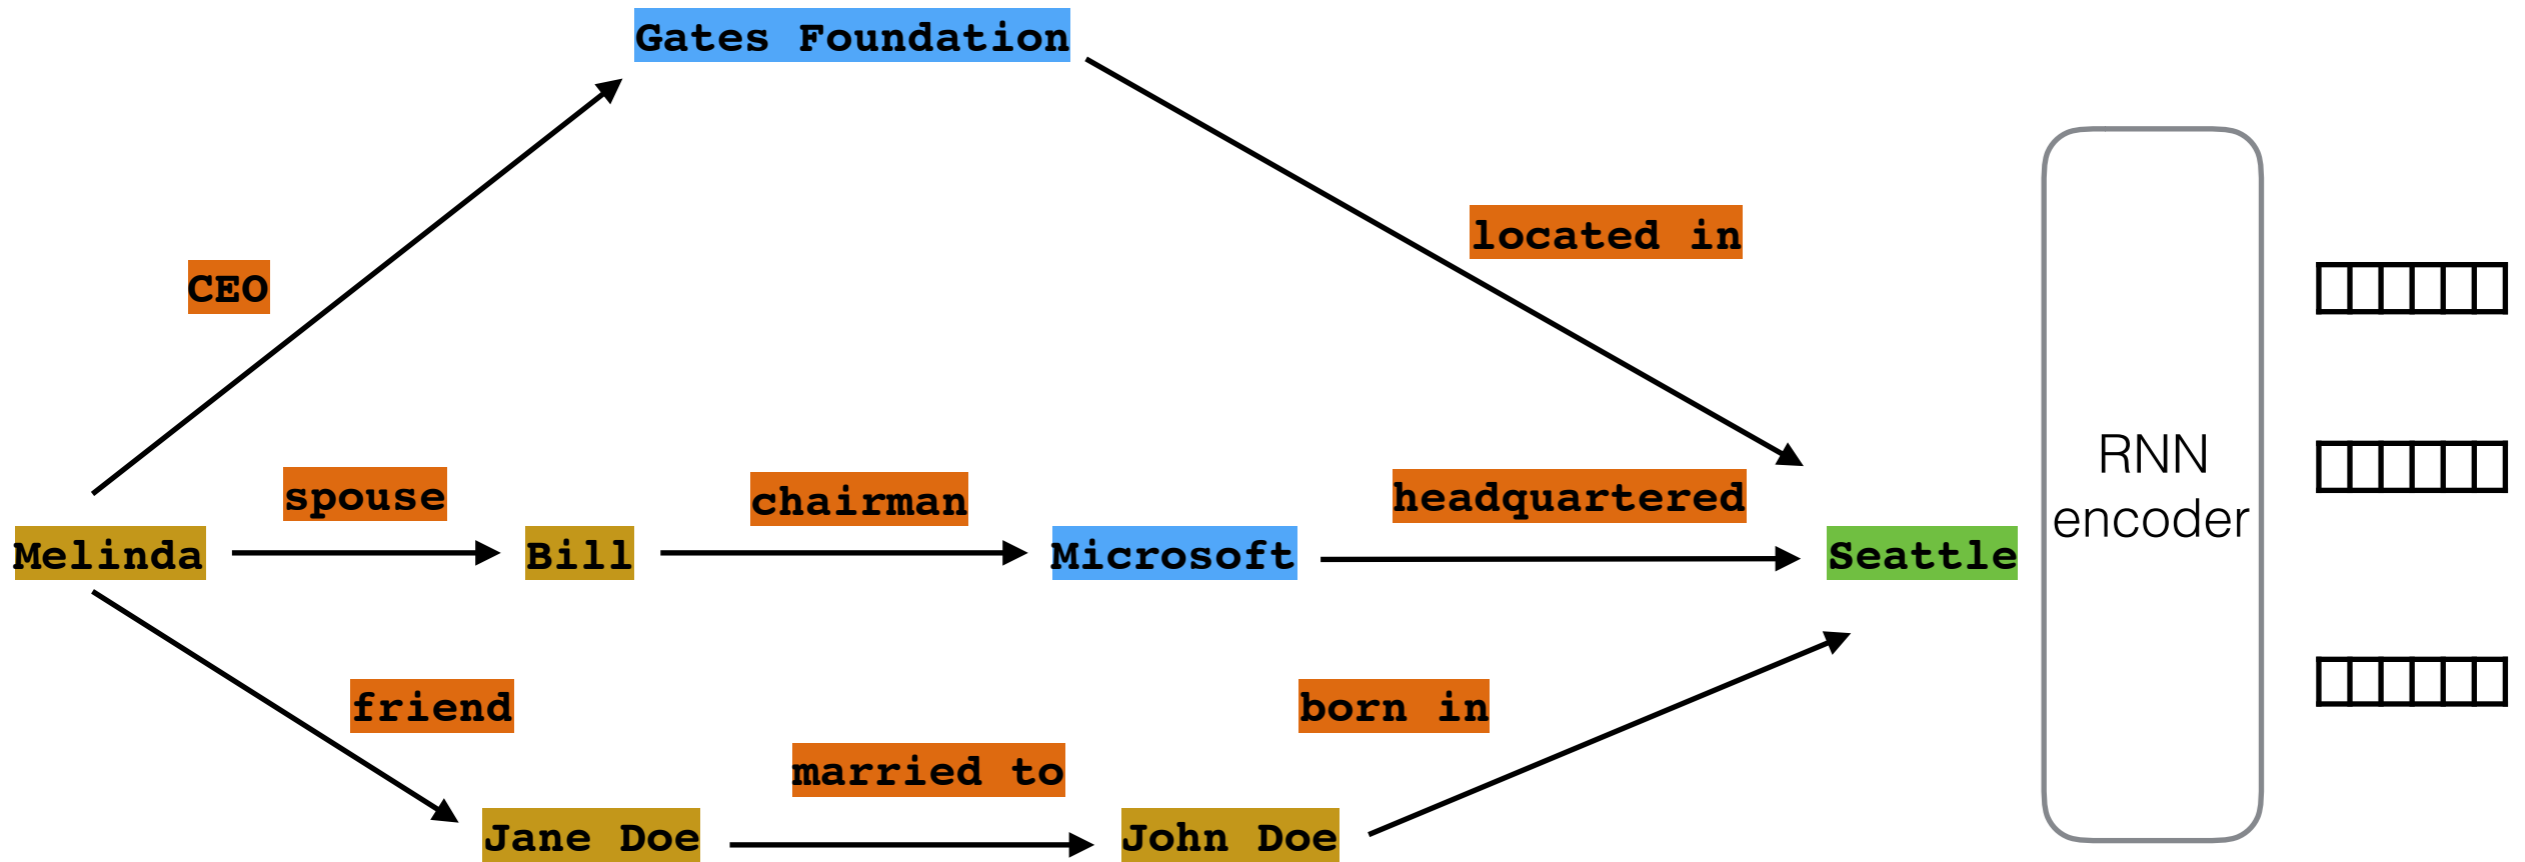 Gates Foundation
located in
CEO
spouse
chairman
headquartered
Melinda
Bill
Microsoft
Seattle
RNN
encoder
friend
born in
married to
Jane Doe
John Doe